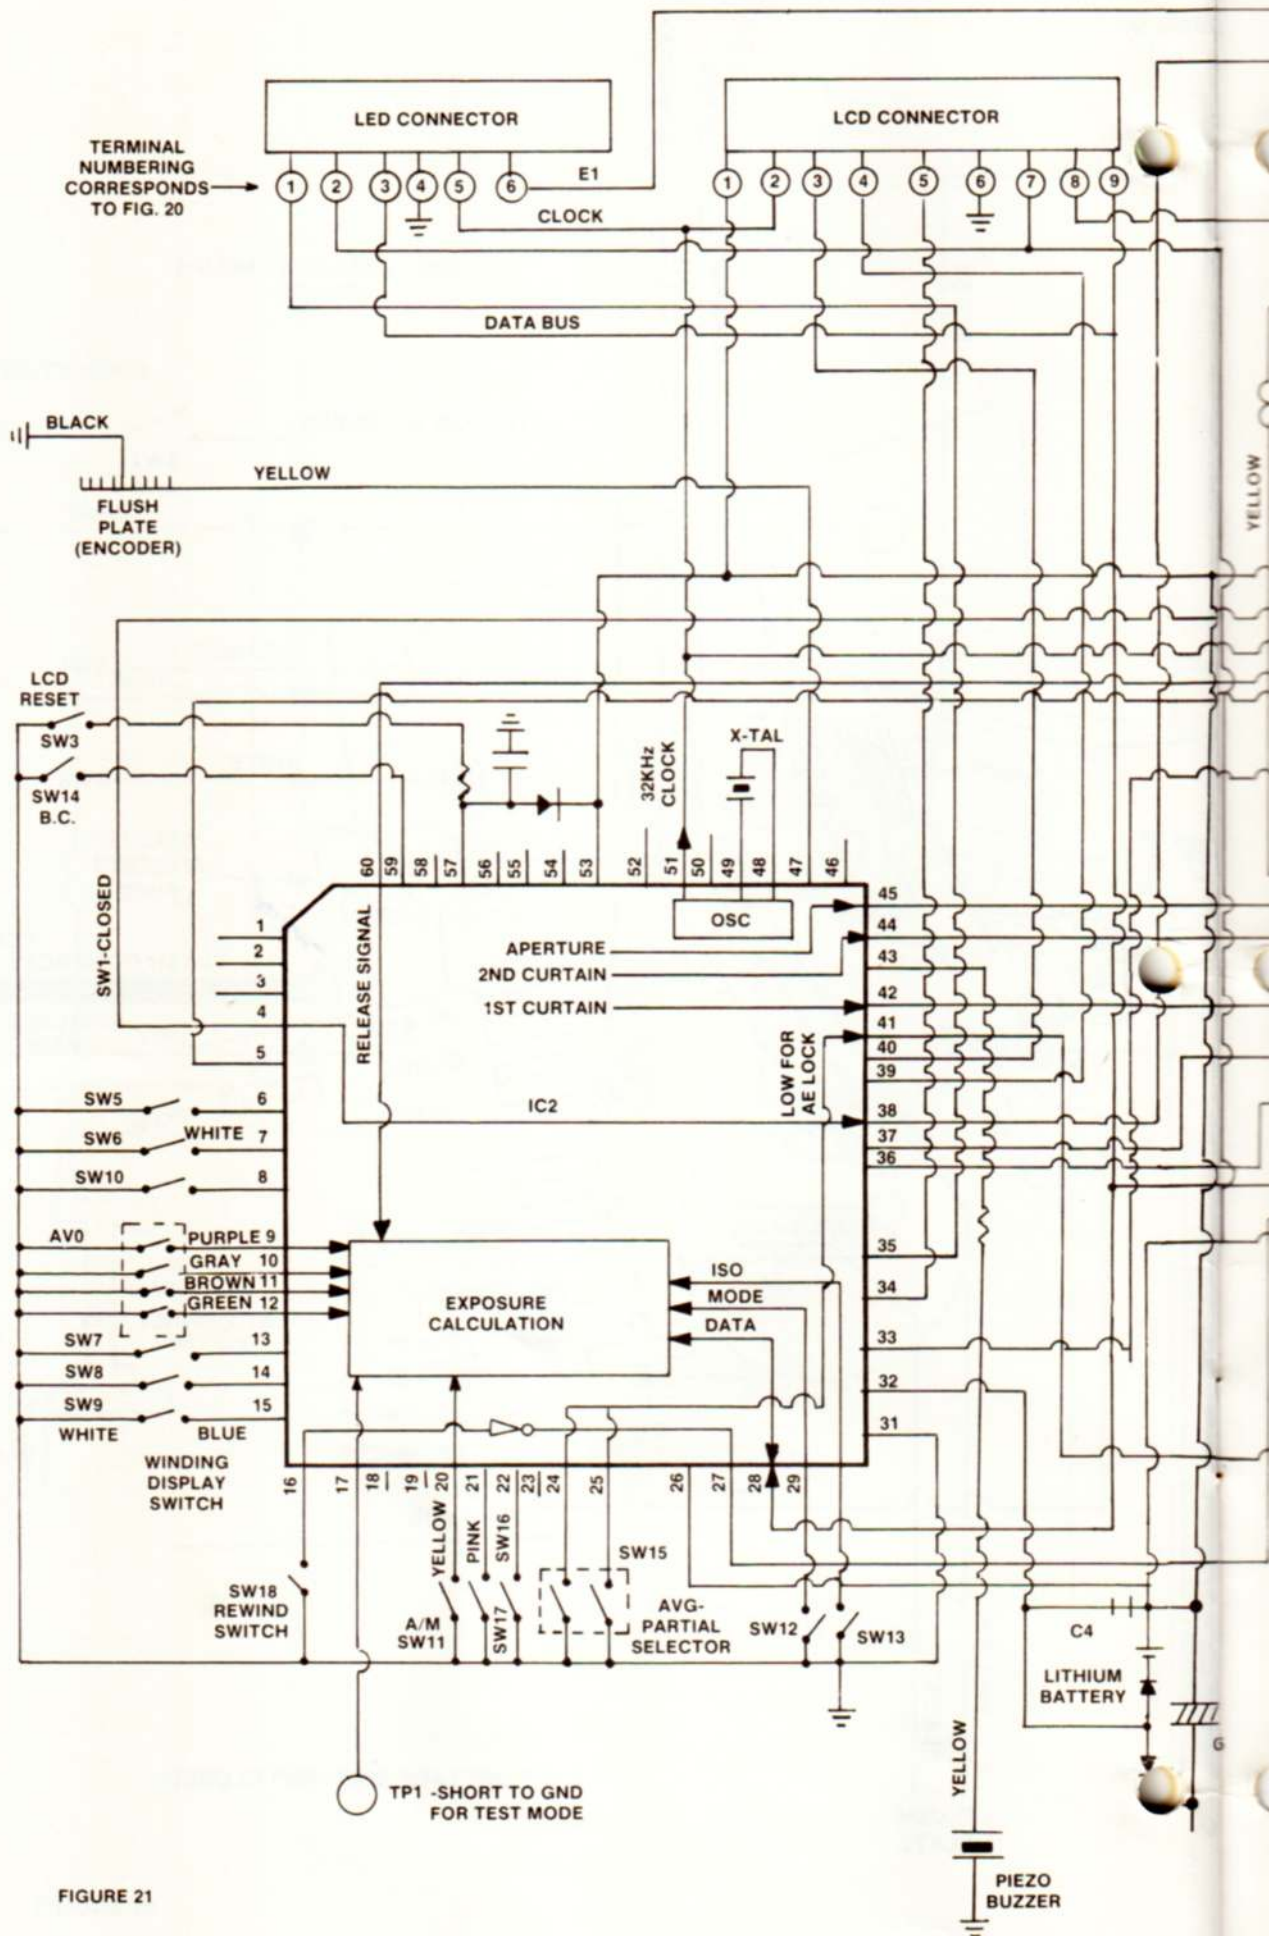 LED CONNECTOR
LCD CONNECTOR
TERMINAL
NUMBERING
CORRESPONDS
TO FIG. 20
1 2 3 4 5 6
E1
1 2 3 4 5 6 7 8 9
CLOCK
DATA BUS
BLACK
YELLOW
YELLOW
FLUSH
PLATE
(ENCODER)
LCD
RESET
SW3
SW14
B.C.
X-TAL
32KHz
CLOCK
60 59 58 57 56 55 54 53 52 51 50 49 48 47 46
SW1-CLOSED
RELEASE SIGNAL
OSC
APERTURE
2ND CURTAIN
1ST CURTAIN
LOW FOR
AE LOCK
IC2
1
2
3
4
5
SW5 6
SW6 WHITE 7
SW10 8
AV0 PURPLE 9
GRAY 10
BROWN 11
GREEN 12
SW7 13
SW8 14
SW9 15
WHITE BLUE
WINDING
DISPLAY
SWITCH
EXPOSURE
CALCULATION
ISO
MODE
DATA
45
44
43
42
41
40
39
38
37
36
35
34
33
32
31
16 17 18 19 20 21 22 23 24 25 26 27 28 29
YELLOW
PINK
SW16
SW17
SW15
SW18
REWIND
SWITCH
A/M
SW11
AVG-
PARTIAL
SELECTOR
SW12
SW13
C4
LITHIUM
BATTERY
G
TP1 -SHORT TO GND
FOR TEST MODE
YELLOW
PIEZO
BUZZER
FIGURE 21